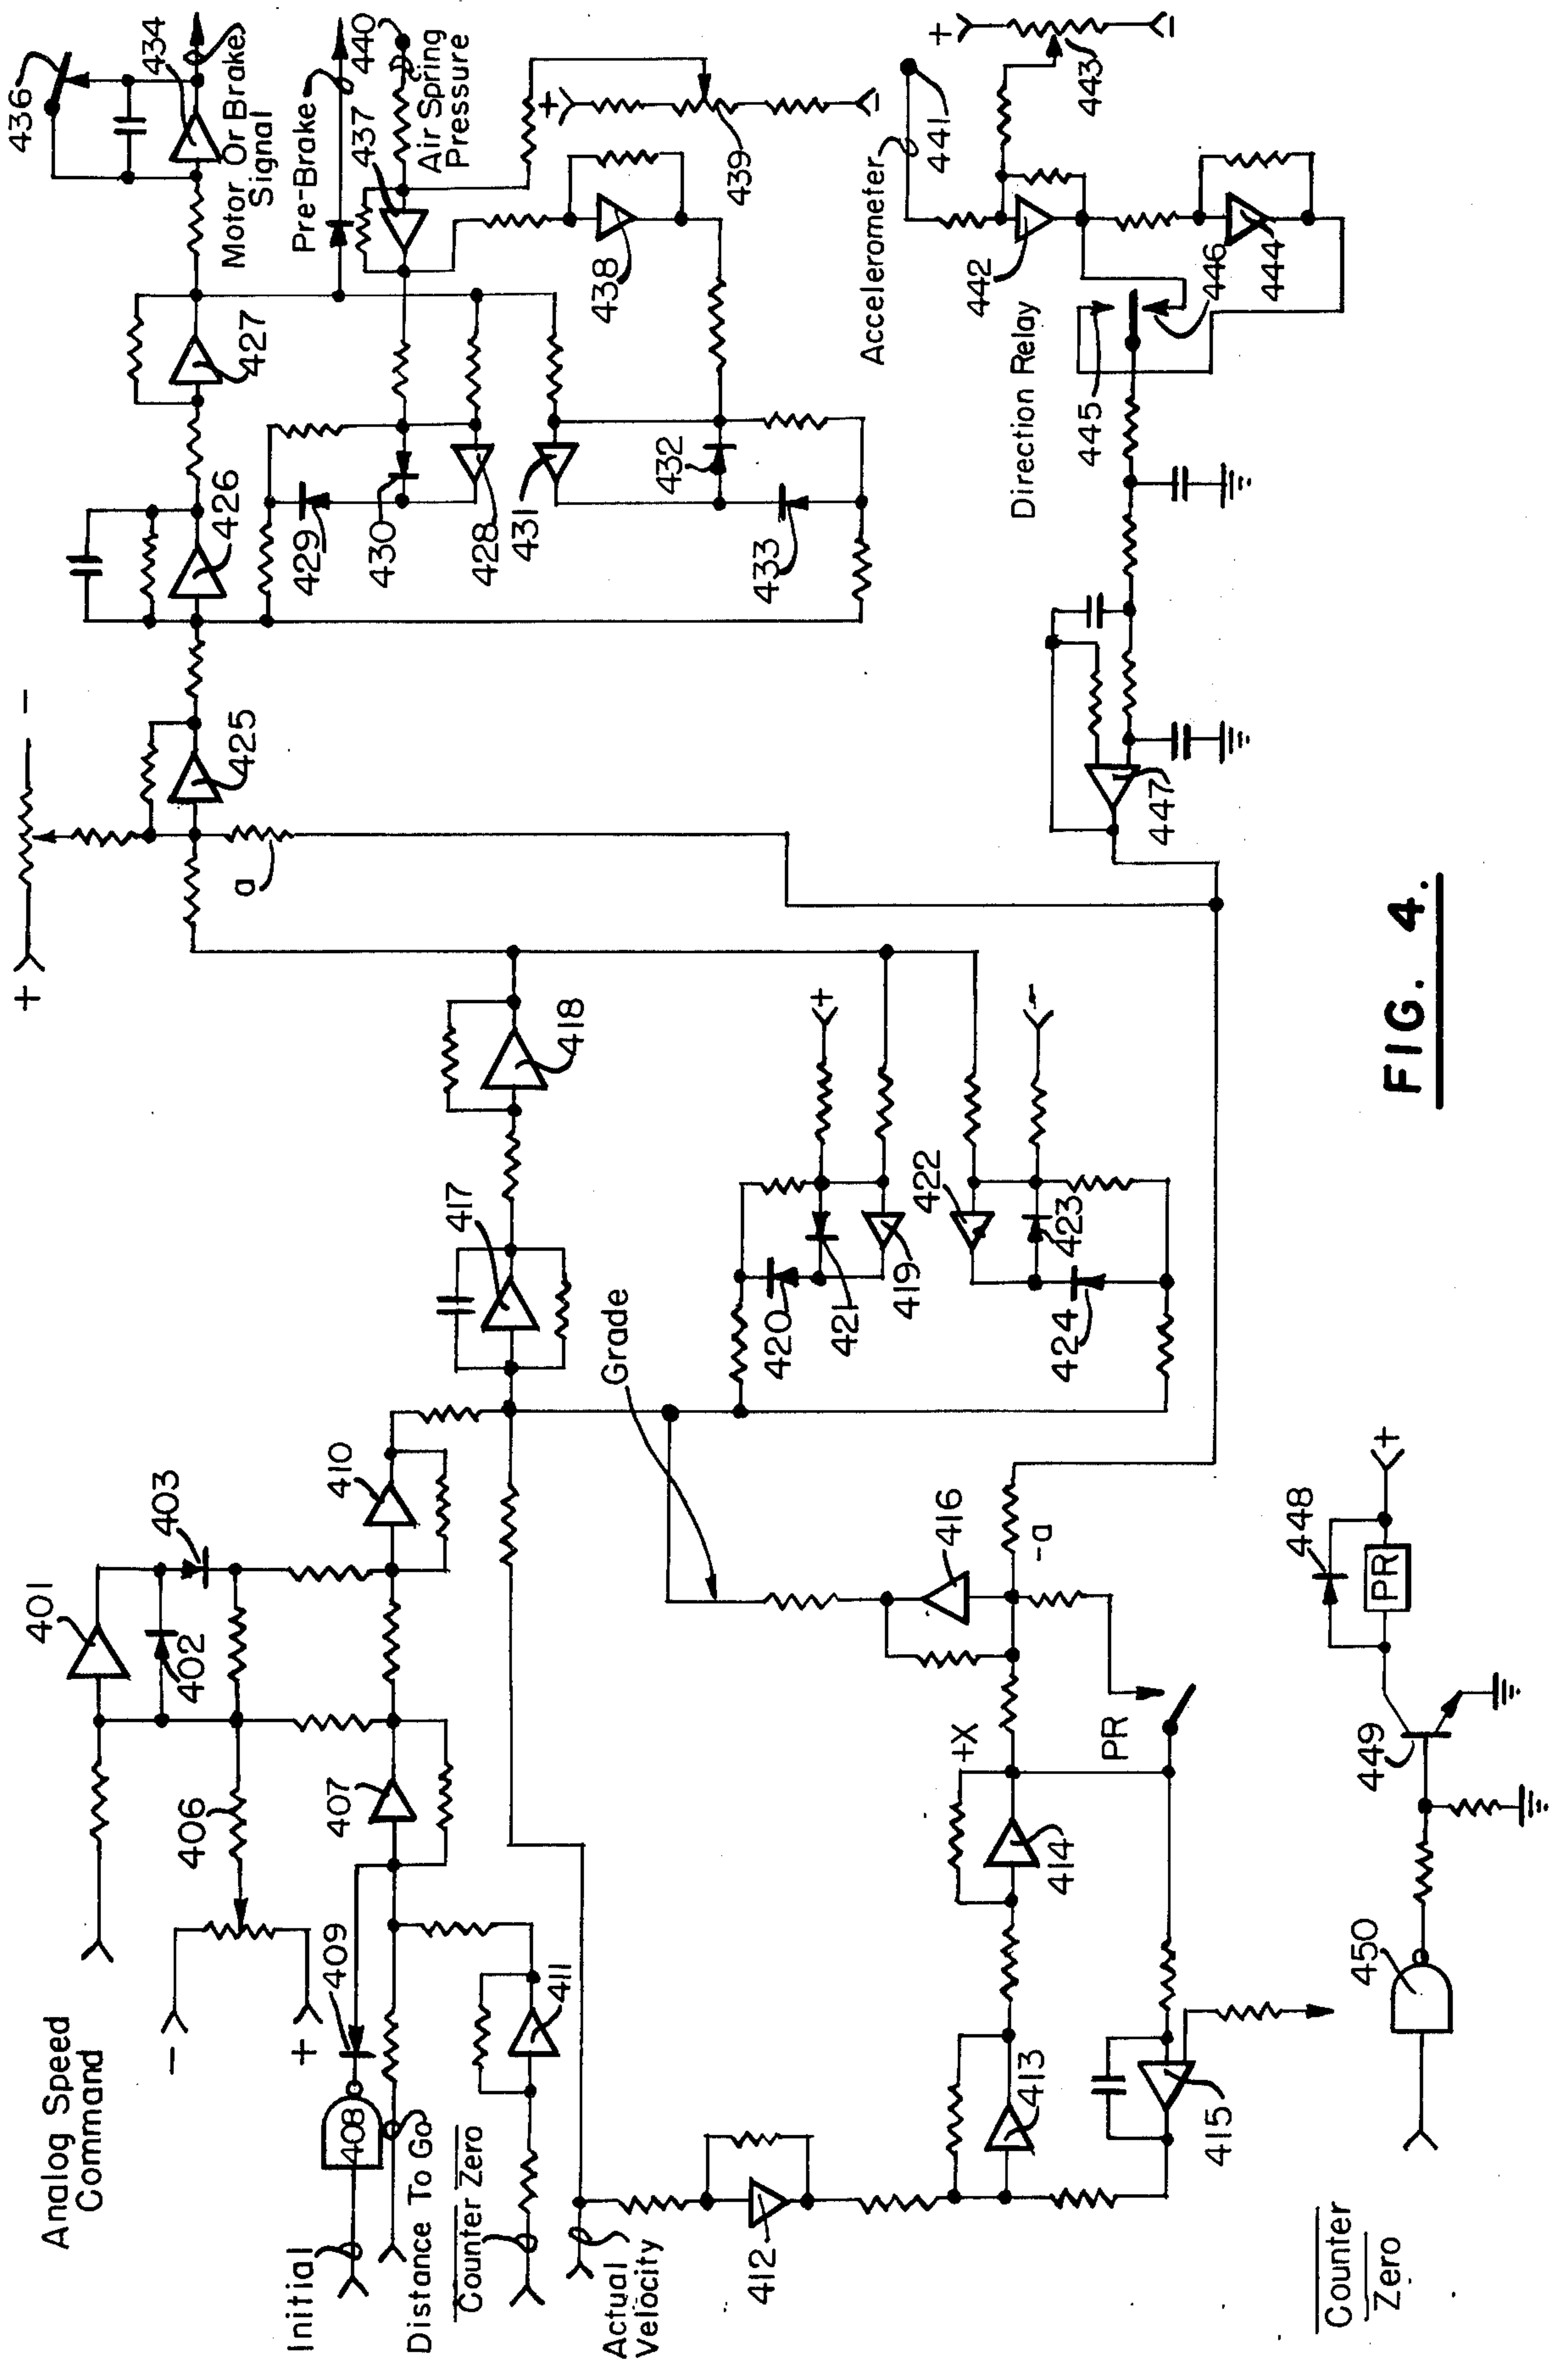 +
-
436
434
Motor Or Brake
Signal
Pre-Brake
440
Air Spring
Pressure
437
+
-
439
438
427
426
425
a
429
430
428
431
432
433
Accelerometer
441
+
-
443
442
444
446
445
Direction Relay
447
Analog Speed
Command
401
402
403
406
-
+
409
408
Initial
407
410
Distance To Go
Counter Zero
411
Actual
Velocity
412
413
414
+X
415
PR
416
-a
Grade
417
418
+
420
421
419
422
-
423
424
Counter
Zero
450
449
448
PR
+
FIG. 4.